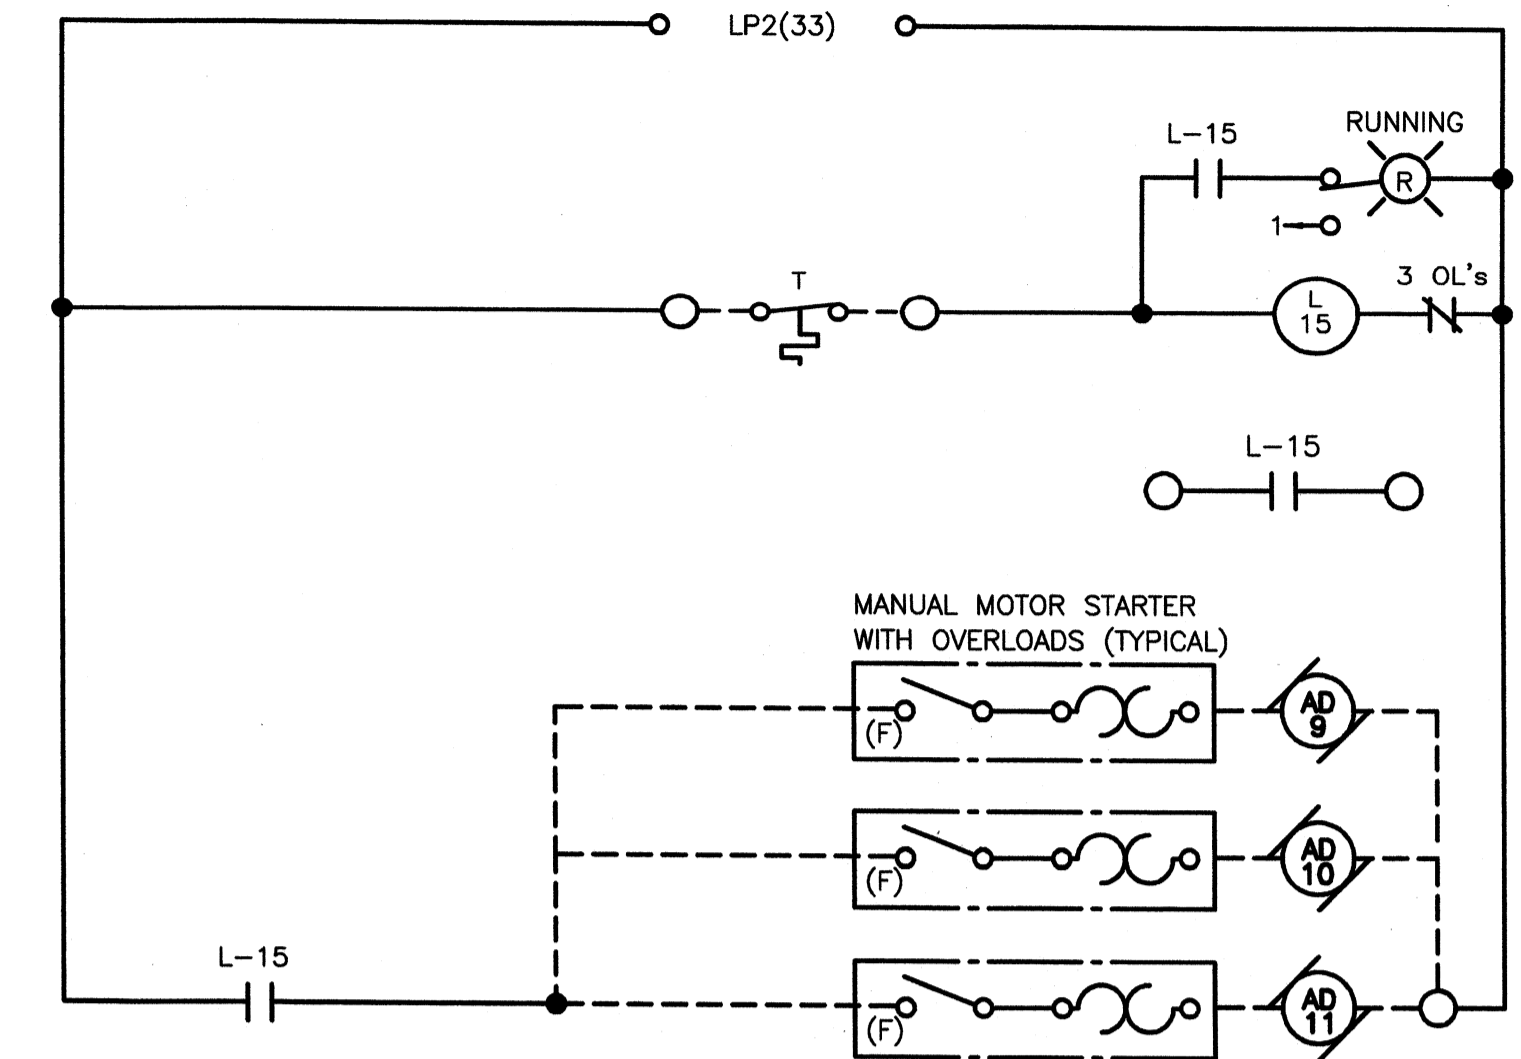 LP2(33)
RUNNING
L-15
R
1
T
3 OL's
L
15
L-15
MANUAL MOTOR STARTER
WITH OVERLOADS (TYPICAL)
AD
9
(F)
AD
10
(F)
L-15
AD
11
(F)